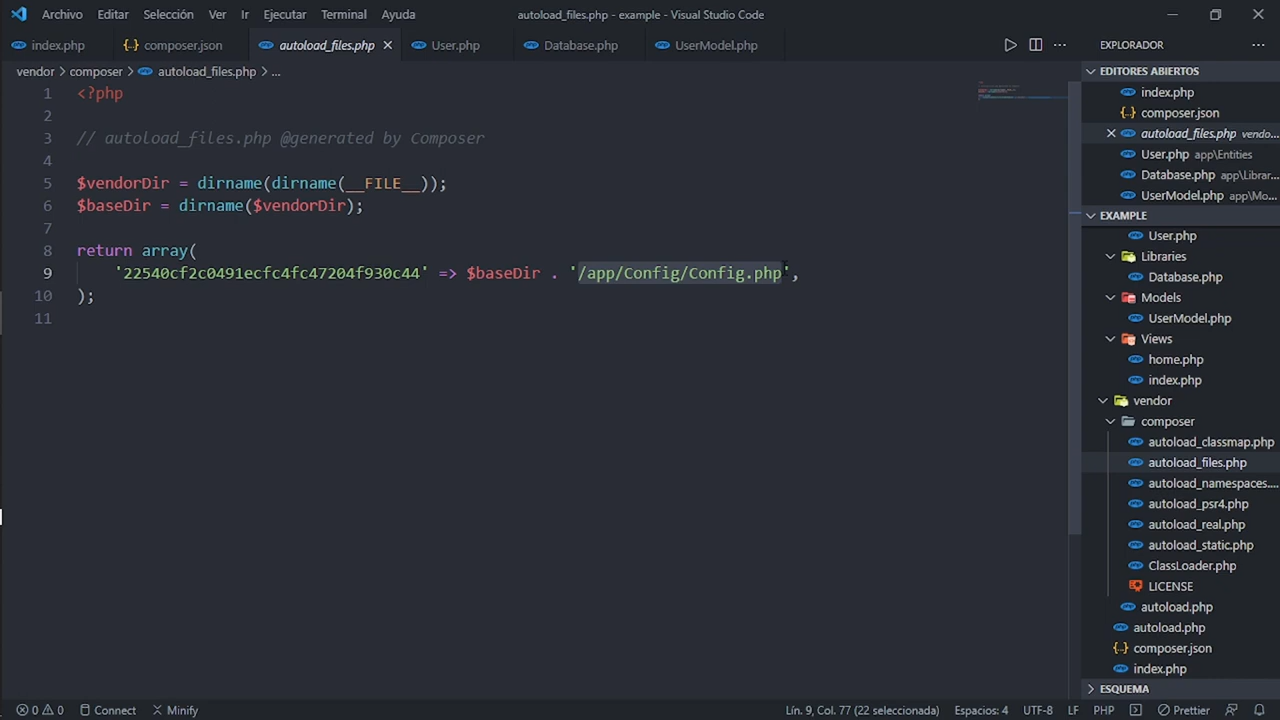 Archivo Editar Selección Ver Ir Ejecutar Terminal Ayuda autoload_files.php - example - Visual Studio Code
index.php composer.json autoload_files.php User.php Database.php UserModel.php
vendor > composer > autoload_files.php > ...
1 <?php
2
3 // autoload_files.php @generated by Composer
4
5 $vendorDir = dirname(dirname(__FILE__));
6 $baseDir = dirname($vendorDir);
7
8 return array(
9 '22540cf2c0491ecfc4fc47204f930c44' => $baseDir . '/app/Config/Config.php',
10 );
11
EXPLORADOR
EDITORES ABIERTOS
index.php
composer.json
autoload_files.php vendo...
User.php app\Entities
Database.php app\Librar...
UserModel.php app\Mo...
EXAMPLE
User.php
Libraries
Database.php
Models
UserModel.php
Views
home.php
index.php
vendor
composer
autoload_classmap.php
autoload_files.php
autoload_namespaces....
autoload_psr4.php
autoload_real.php
autoload_static.php
ClassLoader.php
LICENSE
autoload.php
autoload.php
composer.json
index.php
ESQUEMA
0 0 Connect Minify Lín. 9, Col. 77 (22 seleccionada) Espacios: 4 UTF-8 LF PHP Prettier